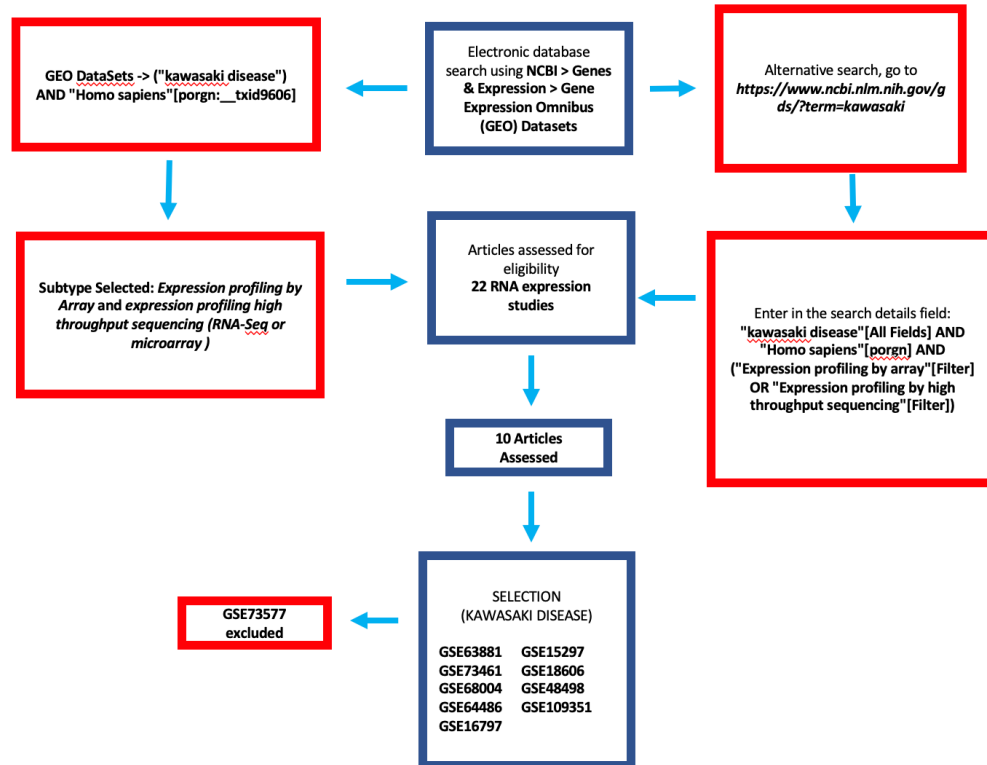 GEO DataSets -> ("kawasaki disease")
AND "Homo sapiens"[porgn:__txid9606]
Electronic database
search using NCBI > Genes
& Expression > Gene
Expression Omnibus
(GEO) Datasets
Alternative search, go to
https://www.ncbi.nlm.nih.gov/g
ds/?term=kawasaki
Subtype Selected: Expression profiling by
Array and expression profiling high
throughput sequencing (RNA-Seq or
microarray )
Articles assessed for
eligibility
22 RNA expression
studies
Enter in the search details field:
"kawasaki disease"[All Fields] AND
"Homo sapiens"[porgn] AND
("Expression profiling by array"[Filter]
OR "Expression profiling by high
throughput sequencing"[Filter])
10 Articles
Assessed
GSE73577
excluded
SELECTION
(KAWASAKI DISEASE)
GSE63881 GSE15297
GSE73461 GSE18606
GSE68004 GSE48498
GSE64486 GSE109351
GSE16797